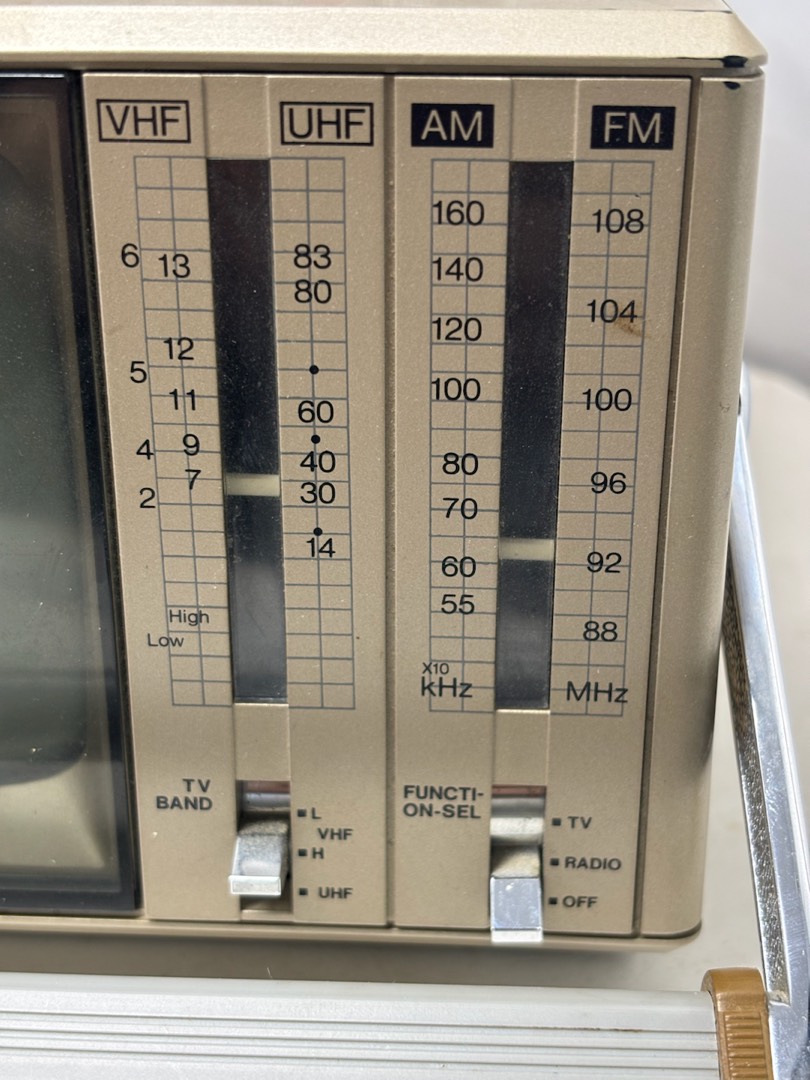 VHF UHF
6 13 83
80
12
5
11 60
4 9 40
7 30
2
14
High
Low
TV
BAND
L
VHF
H
UHF
AM FM
160 108
140
120 104
100 100
80 96
70
60 92
55 88
X10
kHz MHz
FUNCTI-
ON-SEL
TV
RADIO
OFF